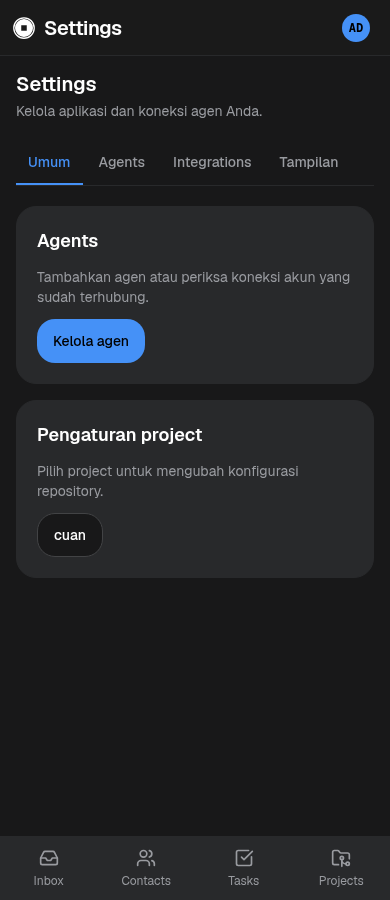 Settings
AD
Settings
Kelola aplikasi dan koneksi agen Anda.
Umum Agents Integrations Tampilan
Agents
Tambahkan agen atau periksa koneksi akun yang
sudah terhubung.
Kelola agen
Pengaturan project
Pilih project untuk mengubah konfigurasi
repository.
cuan
Inbox Contacts Tasks Projects